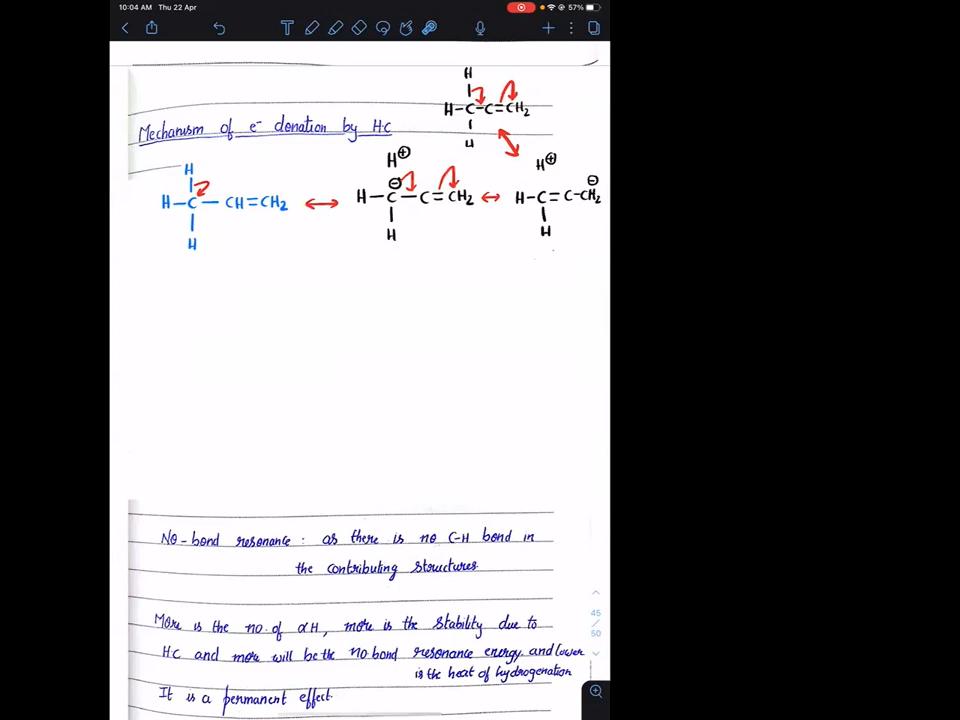 10:04 AM Thu 22 Apr
57%
H
H-C-C=CH2
H
Mechanism of e- donation by H·C
H
H-C-CH=CH2
H
H⊕
⊖
H-C-C=CH2
H
H⊕
⊖
H-C=C-CH2
H
No-bond resonance: as there is no C-H bond in
the contributing structures.
More is the no. of αH, more is the stability due to
HC and more will be the no bond resonance energy and lower
is the heat of hydrogenation
It is a permanent effect.
45
/
50